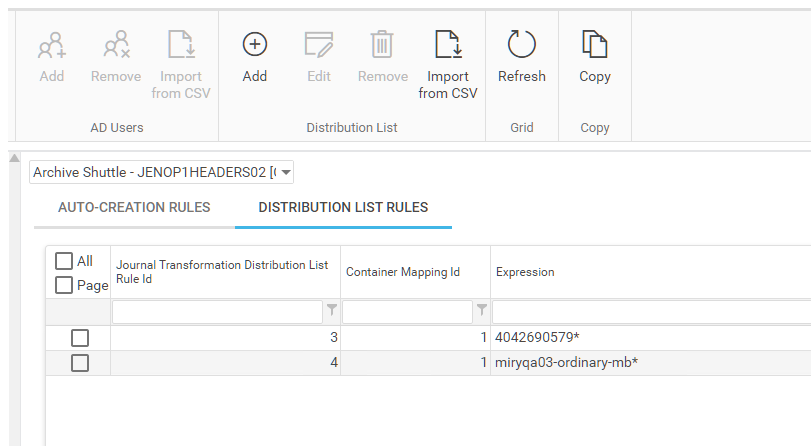 Add
Remove
Import
from CSV
AD Users
Add
Edit
Remove
Import
from CSV
Distribution List
Refresh
Grid
Copy
Copy
Archive Shuttle - JENOP1HEADERS02 [
AUTO-CREATION RULES
DISTRIBUTION LIST RULES
All
Page
Journal Transformation Distribution List
Rule Id
Container Mapping Id
Expression
3 1 4042690579*
4 1 miryqa03-ordinary-mb*